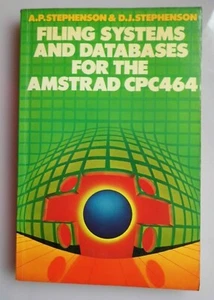 A.P.STEPHENSON & D.J.STEPHENSON
FILING SYSTEMS
AND DATABASES
FOR THE
AMSTRAD CPC464